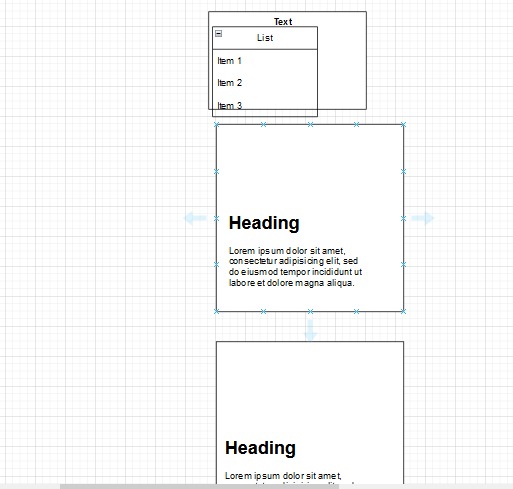 Text
List
Item 1
Item 2
Item 3
Heading
Lorem ipsum dolor sit amet,
consectetur adipisicing elit, sed
do eiusmod tempor incididunt ut
labore et dolore magna aliqua.
Heading
Lorem ipsum dolor sit amet,